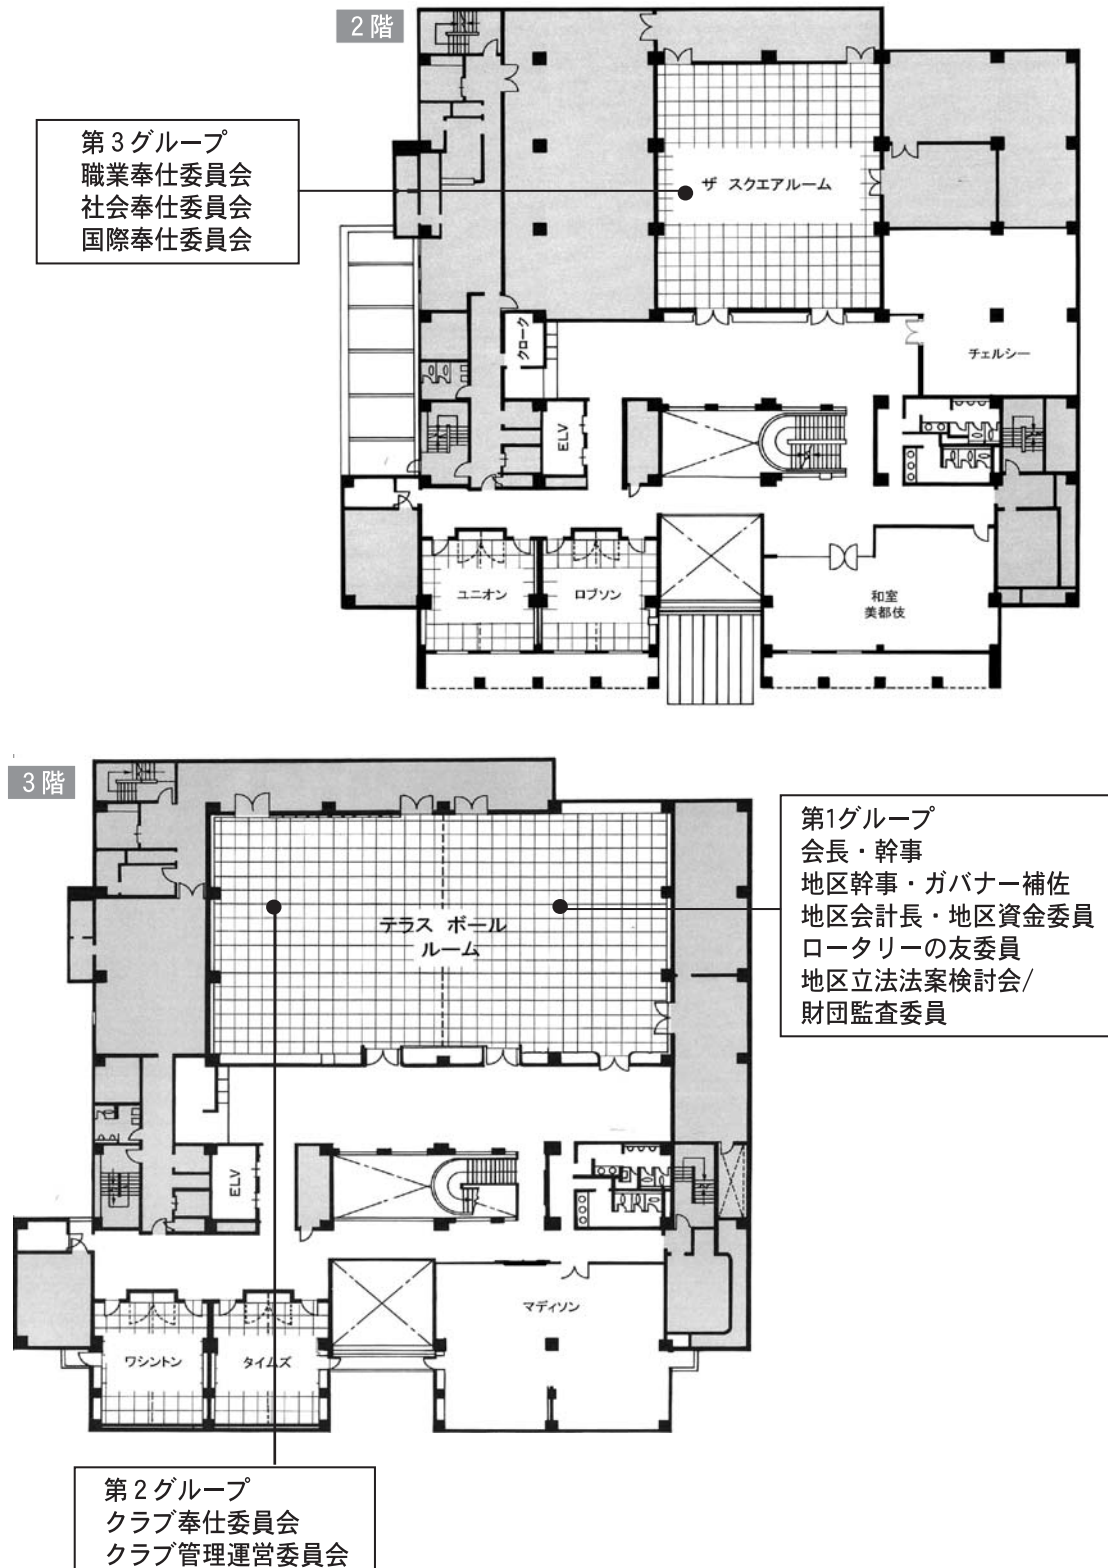 2階
第3グループ
職業奉仕委員会
社会奉仕委員会
国際奉仕委員会
ザ スクエアルーム
クローク
チェルシー
ELV
ユニオン
ロブソン
和室
美都伎
3階
第1グループ
会長・幹事
地区幹事・ガバナー補佐
地区会計長・地区資金委員
ロータリーの友委員
地区立法法案検討会/
財団監査委員
テラス ボール
ルーム
ELV
マディソン
ワシントン
タイムズ
第2グループ
クラブ奉仕委員会
クラブ管理運営委員会